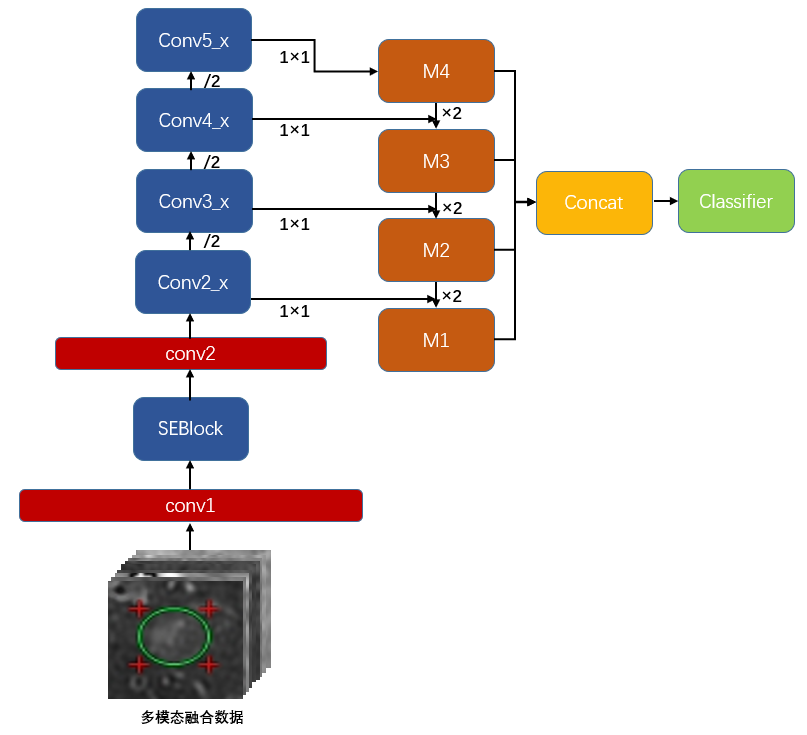 Conv5_x
1×1
M4
/2
×2
Conv4_x
1×1
M3
/2
×2
Conv3_x
1×1
M2
Concat
Classifier
/2
×2
Conv2_x
1×1
M1
conv2
SEBlock
conv1
多模态融合数据